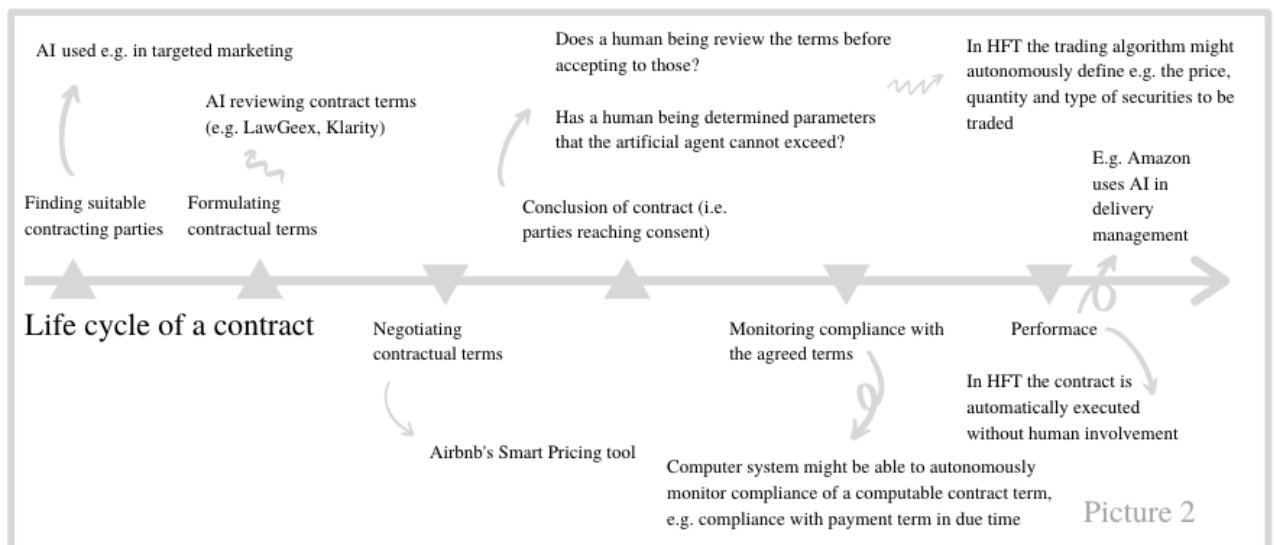 AI used e.g. in targeted marketing
AI reviewing contract terms
(e.g. LawGeex, Klarity)
Does a human being review the terms before
accepting to those?
Has a human being determined parameters
that the artificial agent cannot exceed?
In HFT the trading algorithm might
autonomously define e.g. the price,
quantity and type of securities to be
traded
E.g. Amazon
uses AI in
delivery
management
Finding suitable
contracting parties
Formulating
contractual terms
Conclusion of contract (i.e.
parties reaching consent)
Life cycle of a contract
Negotiating
contractual terms
Monitoring compliance with
the agreed terms
Performace
In HFT the contract is
automatically executed
without human involvement
Airbnb's Smart Pricing tool
Computer system might be able to autonomously
monitor compliance of a computable contract term,
e.g. compliance with payment term in due time
Picture 2